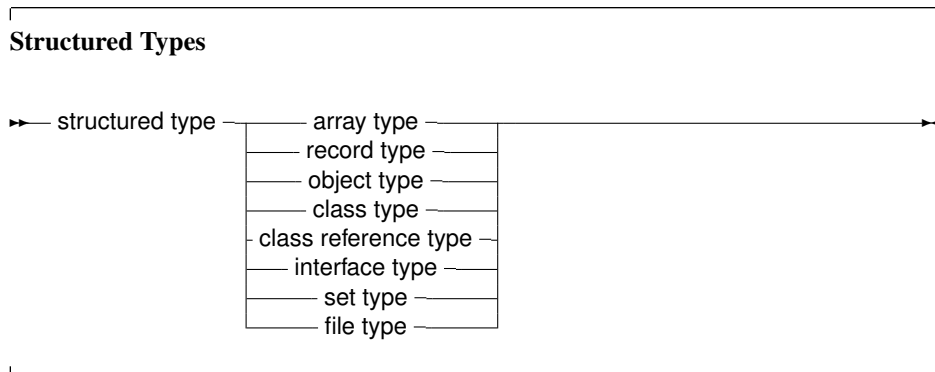 Structured Types
structured type array type
record type
object type
class type
class reference type
interface type
set type
file type